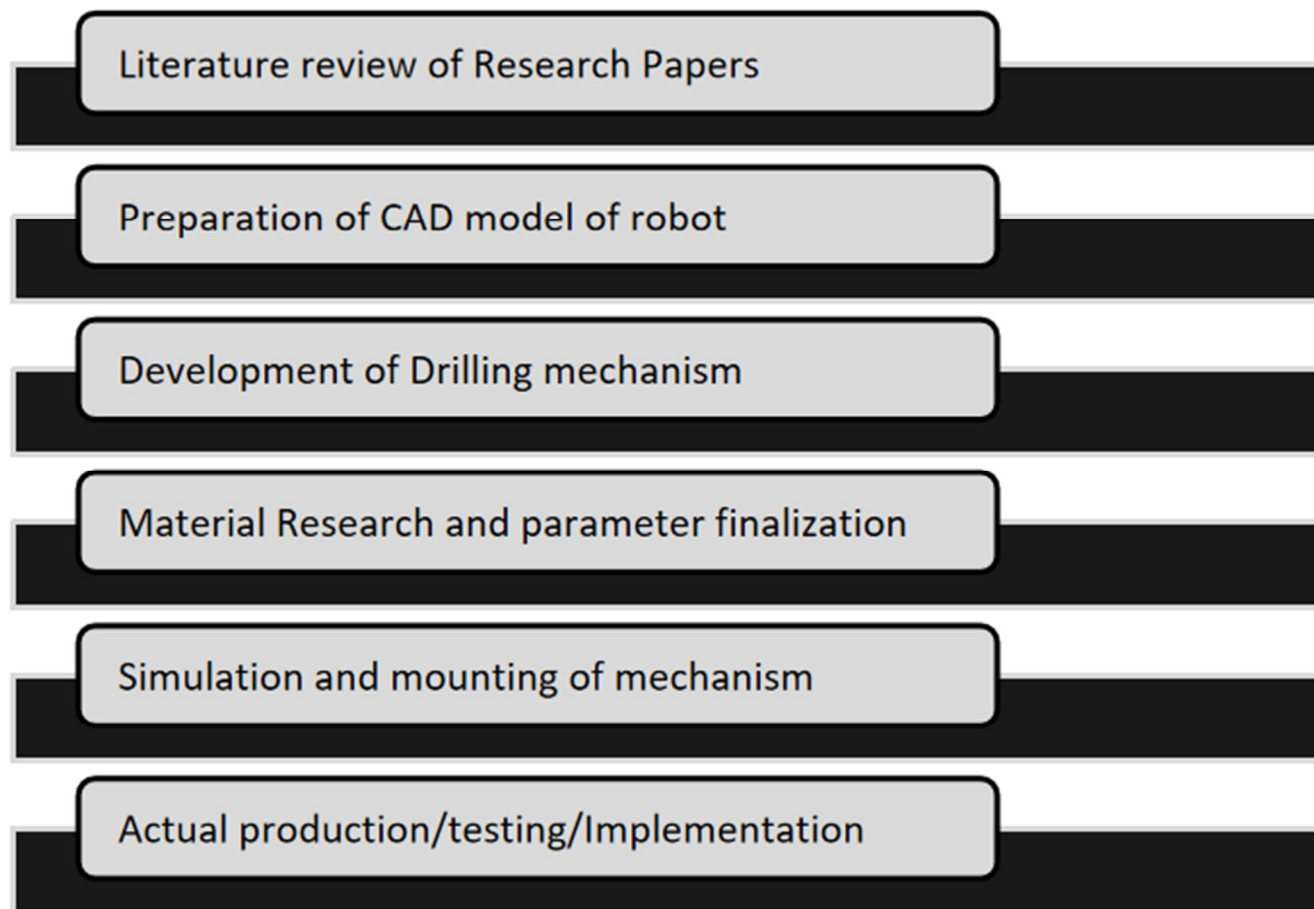 Literature review of Research Papers
Preparation of CAD model of robot
Development of Drilling mechanism
Material Research and parameter finalization
Simulation and mounting of mechanism
Actual production/testing/Implementation